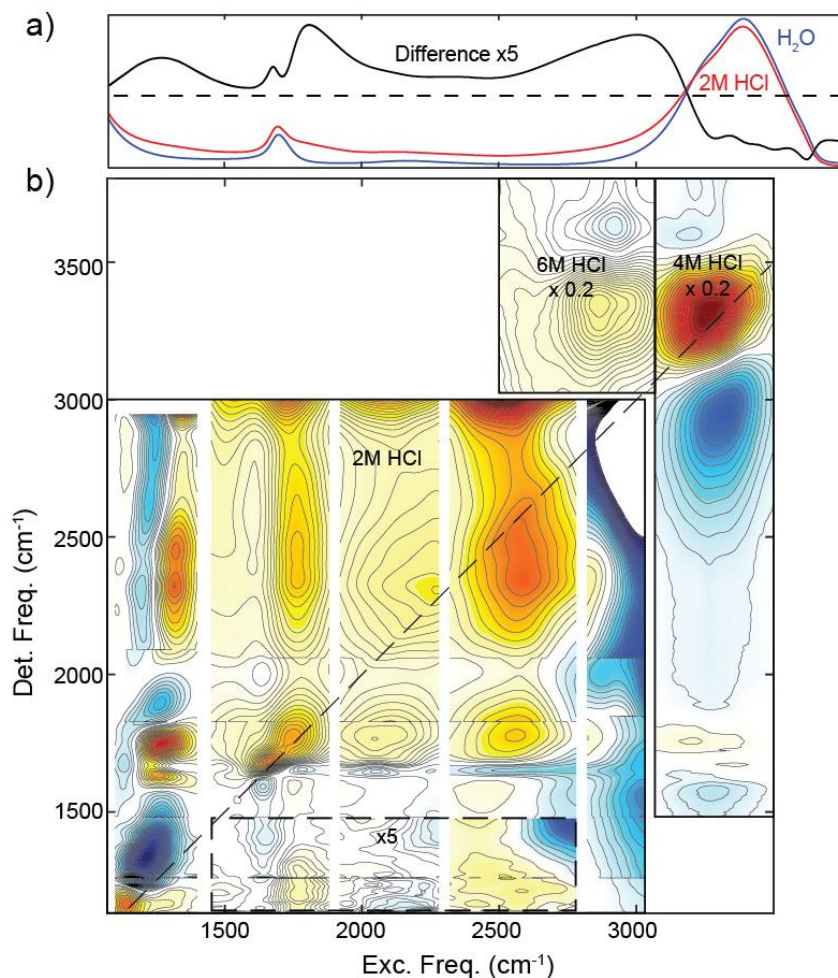 a)
Difference x5
H₂O
2M HCl
b)
3500
3000
2500
2000
1500
Det. Freq. (cm⁻¹)
6M HCl
x 0.2
4M HCl
x 0.2
2M HCl
x5
1500
2000
2500
3000
Exc. Freq. (cm⁻¹)